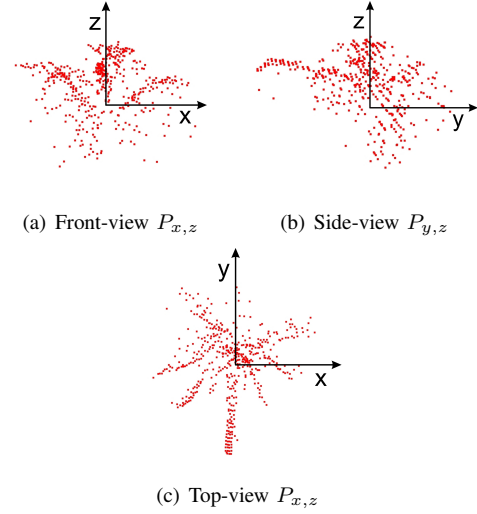 z
z
x
y
(a) Front-view $P_{x,z}$
(b) Side-view $P_{y,z}$
y
x
(c) Top-view $P_{x,z}$